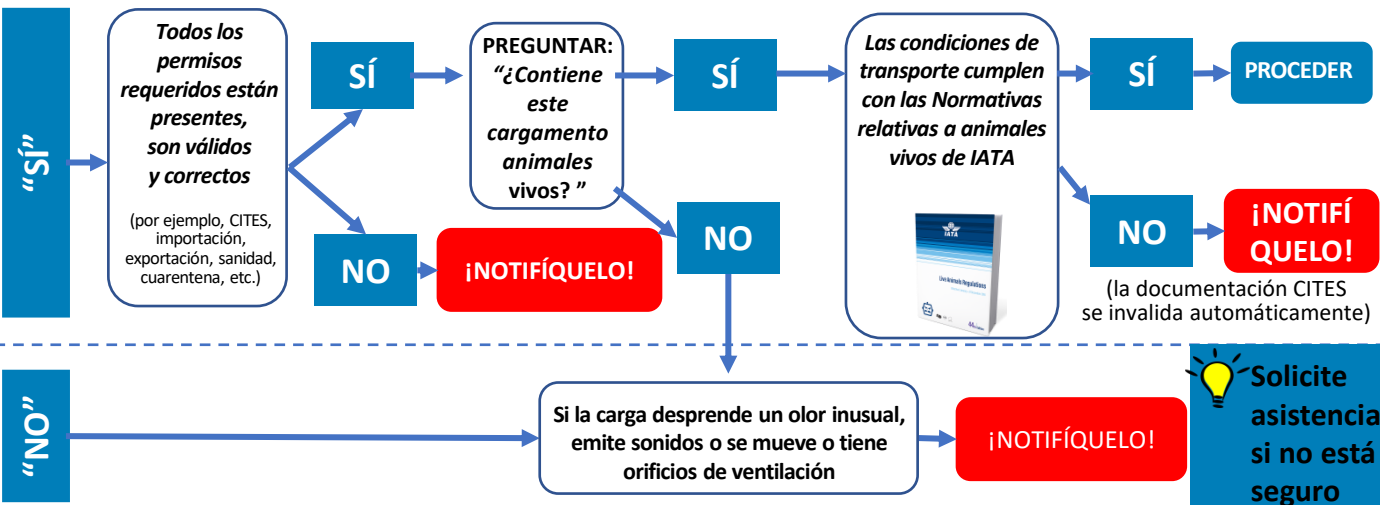 “SÍ”
Todos los
permisos
requeridos están
presentes,
son válidos
y correctos
(por ejemplo, CITES,
importación,
exportación, sanidad,
cuarentena, etc.)
SÍ
NO
¡NOTIFÍQUELO!
PREGUNTAR:
“¿Contiene
este
cargamento
animales
vivos? ”
SÍ
NO
Las condiciones de
transporte cumplen
con las Normativas
relativas a animales
vivos de IATA
IATA
Live Animals Regulations
SÍ
PROCEDER
NO
¡NOTIFÍ
QUELO!
(la documentación CITES
se invalida automáticamente)
“NO”
Si la carga desprende un olor inusual,
emite sonidos o se mueve o tiene
orificios de ventilación
¡NOTIFÍQUELO!
Solicite
asistencia
si no está
seguro